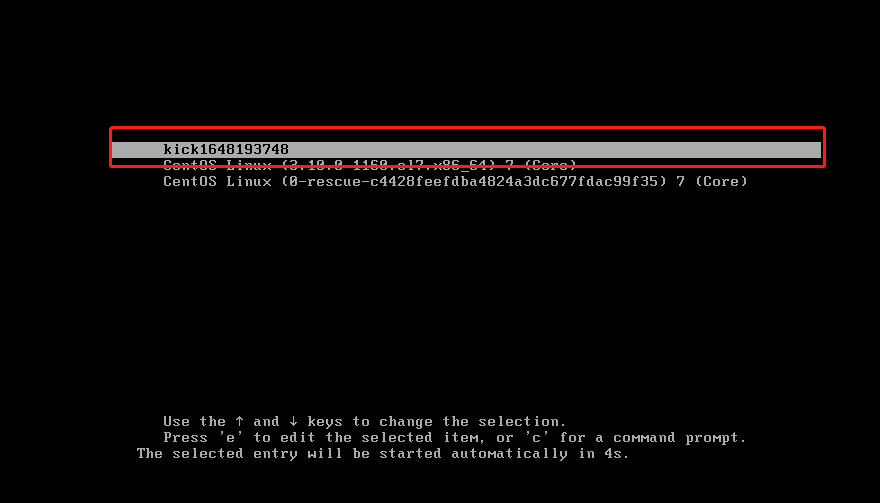 kick1648193748
CentOS Linux (3.10.0-1160.el7.x86_64) 7 (Core)
CentOS Linux (0-rescue-c4428feefdba4824a3dc677fdac99f35) 7 (Core)
Use the ↑ and ↓ keys to change the selection.
Press 'e' to edit the selected item, or 'c' for a command prompt.
The selected entry will be started automatically in 4s.